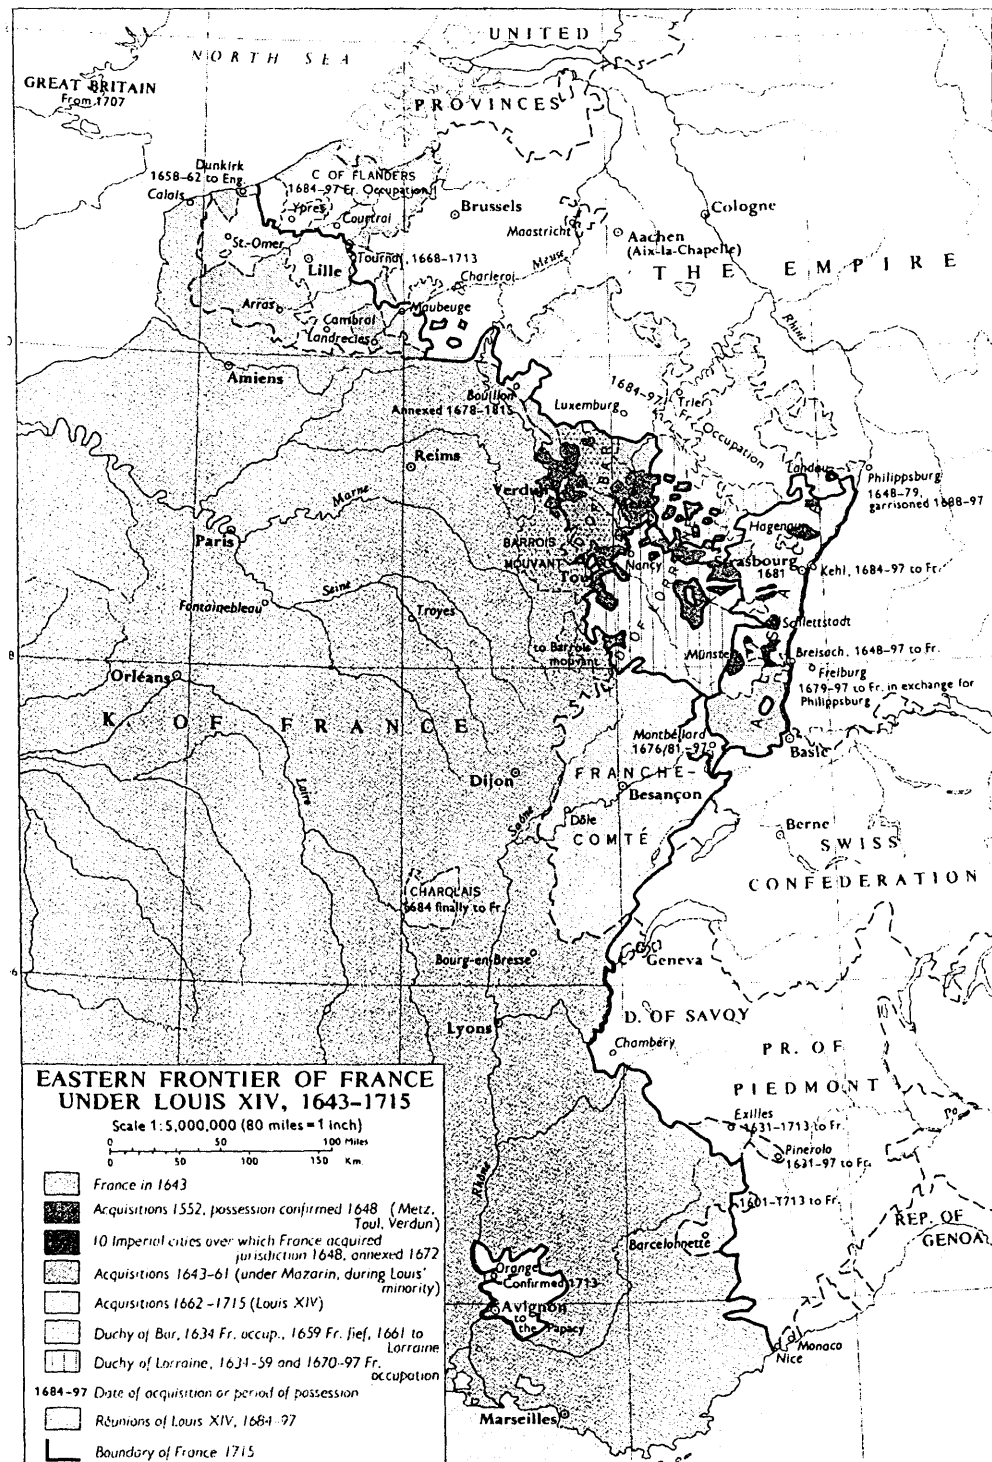 NORTH SEA
UNITED
PROVINCES
GREAT BRITAIN
From 1707
Dunkirk
1658-62 to Eng.
Calais
C OF FLANDERS
1684-97 Fr. Occupation
Ypres
Courtrai
Brussels
Maastricht
Cologne
Aachen
(Aix-la-Chapelle)
THE EMPIRE
St.-Omer
Lille
Tournai, 1668-1713
Charleroi
Meuse
Rhine
Arras
Cambrai
Landrecies
Maubeuge
Amiens
Bouillon
Annexed 1678-1815
Luxemburg
1684-97
Fr. Occupation
Trier
Reims
Verdun
BAR
Landau
Philippsburg
1648-79,
garrisoned 1688-97
Marne
Paris
Hagenau
BARROIS
MOUVANT
Toul
Nancy
Strasbourg
1681
Kehl, 1684-97 to Fr.
Fontainebleau
Seine
Troyes
Schlettstadt
to Barrois
mouvant
Münster
Breisach, 1648-97 to Fr.
Freiburg
1679-97 to Fr. in exchange for
Philippsburg
Orléans
K. OF FRANCE
Montbéliard
1676/81-97
Basle
Dijon
FRANCHE-
Besançon
Loire
Saône
Dôle
COMTÉ
Berne
SWISS
CONFEDERATION
CHAROLAIS
1684 finally to Fr.
Bourg-en-Bresse
Geneva
Lyons
D. OF SAVOY
Chambéry
PR. OF
PIEDMONT
Po
Exilles
1631-1713 to Fr.
Pinerolo
1631-97 to Fr.
Rhône
1601-1713 to Fr.
Barcelonnette
REP. OF
GENOA
Orange
Confirmed 1713
Avignon
to
the Papacy
Monaco
Nice
Marseilles
EASTERN FRONTIER OF FRANCE
UNDER LOUIS XIV, 1643-1715
Scale 1:5,000,000 (80 miles=1 inch)
0 50 100 Miles
0 50 100 150 Km.
France in 1643
Acquisitions 1552, possession confirmed 1648 (Metz,
Toul, Verdun)
10 Imperial cities over which France acquired
jurisdiction 1648, annexed 1672
Acquisitions 1643-61 (under Mazarin, during Louis'
minority)
Acquisitions 1662-1715 (Louis XIV)
Duchy of Bar, 1634 Fr. occup., 1659 Fr. fief, 1661 to
Lorraine
Duchy of Lorraine, 1634-59 and 1670-97 Fr.
occupation
1684-97 Date of acquisition or period of possession
Réunions of Louis XIV, 1684-97
Boundary of France 1715